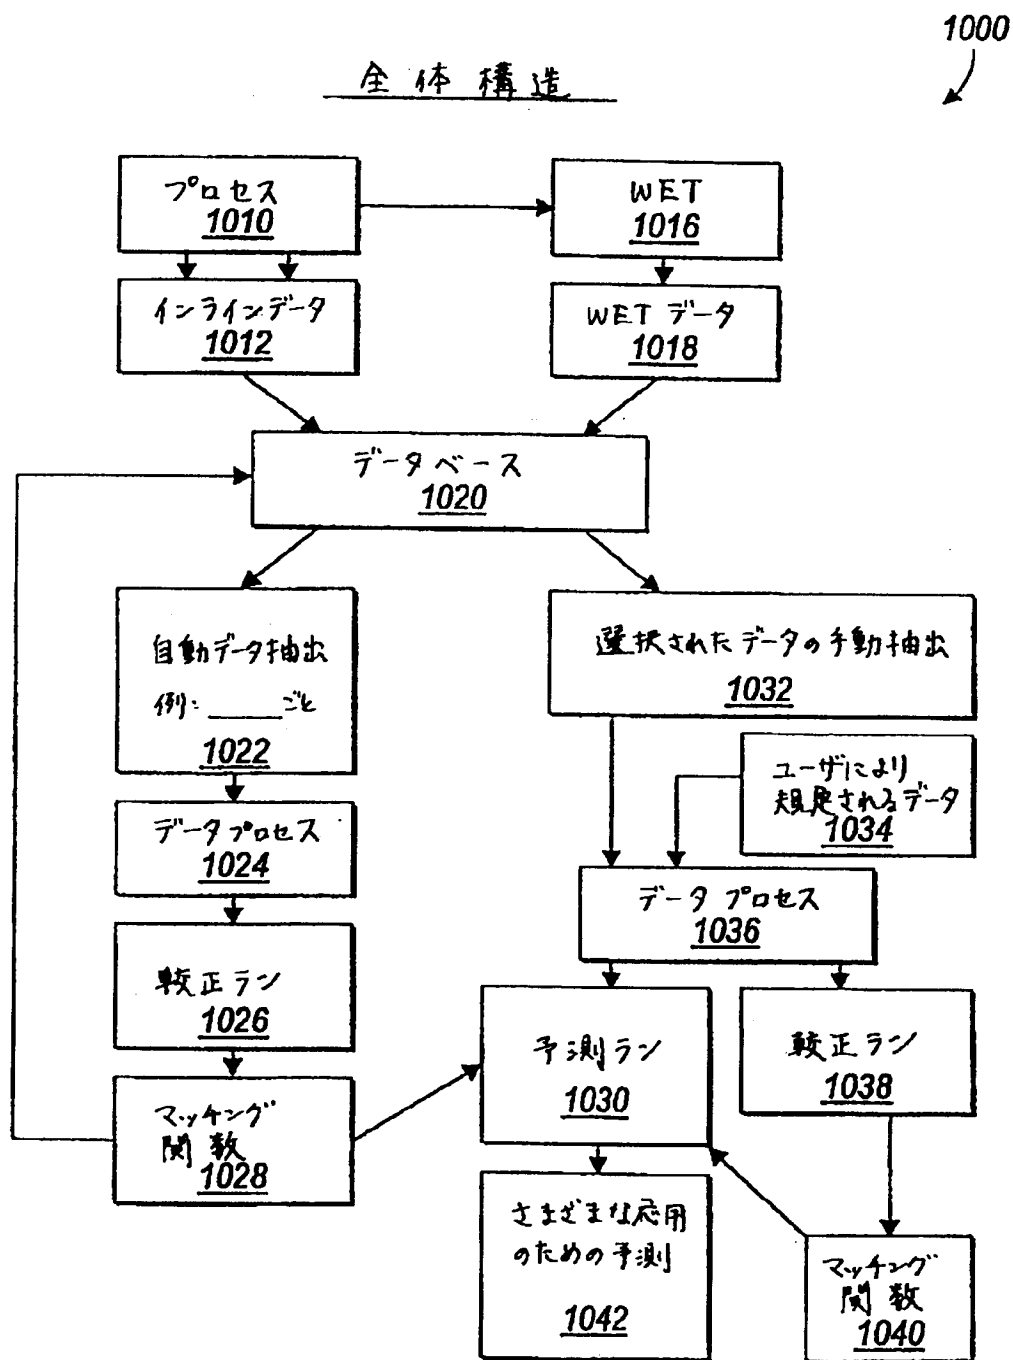 1000
全体構造
プロセス
1010
WET
1016
インラインデータ
1012
WET データ
1018
データベース
1020
自動データ抽出
例:______ごと
1022
選択されたデータの手動抽出
1032
ユーザにより
規定されるデータ
1034
データプロセス
1024
データ プロセス
1036
較正ラン
1026
予測ラン
1030
較正ラン
1038
マッチング
関数
1028
さまざまな応用
のための予測
1042
マッチング
関数
1040